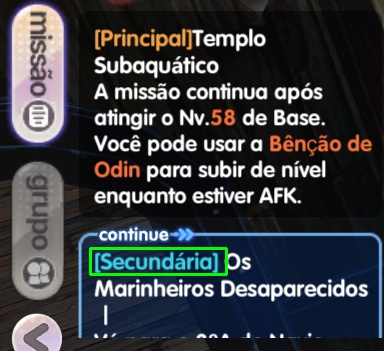 missão
grupo
[Principal]Templo
Subaquático
A missão continua após
atingir o Nv.58 de Base.
Você pode usar a Bênção de
Odin para subir de nível
enquanto estiver AFK.
continue
[Secundária] Os
Marinheiros Desaparecidos
|